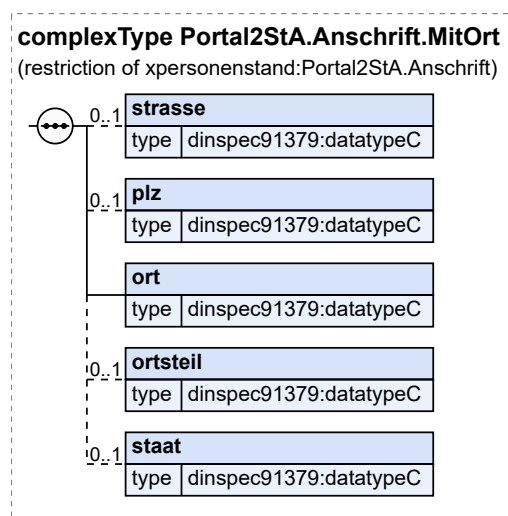 complexType Portal2StA.Anschrift.MitOrt
(restriction of xpersonenstand:Portal2StA.Anschrift)
0..1 strasse
type dinspec91379:datatypeC
0..1 plz
type dinspec91379:datatypeC
ort
type dinspec91379:datatypeC
0..1 ortsteil
type dinspec91379:datatypeC
0..1 staat
type dinspec91379:datatypeC